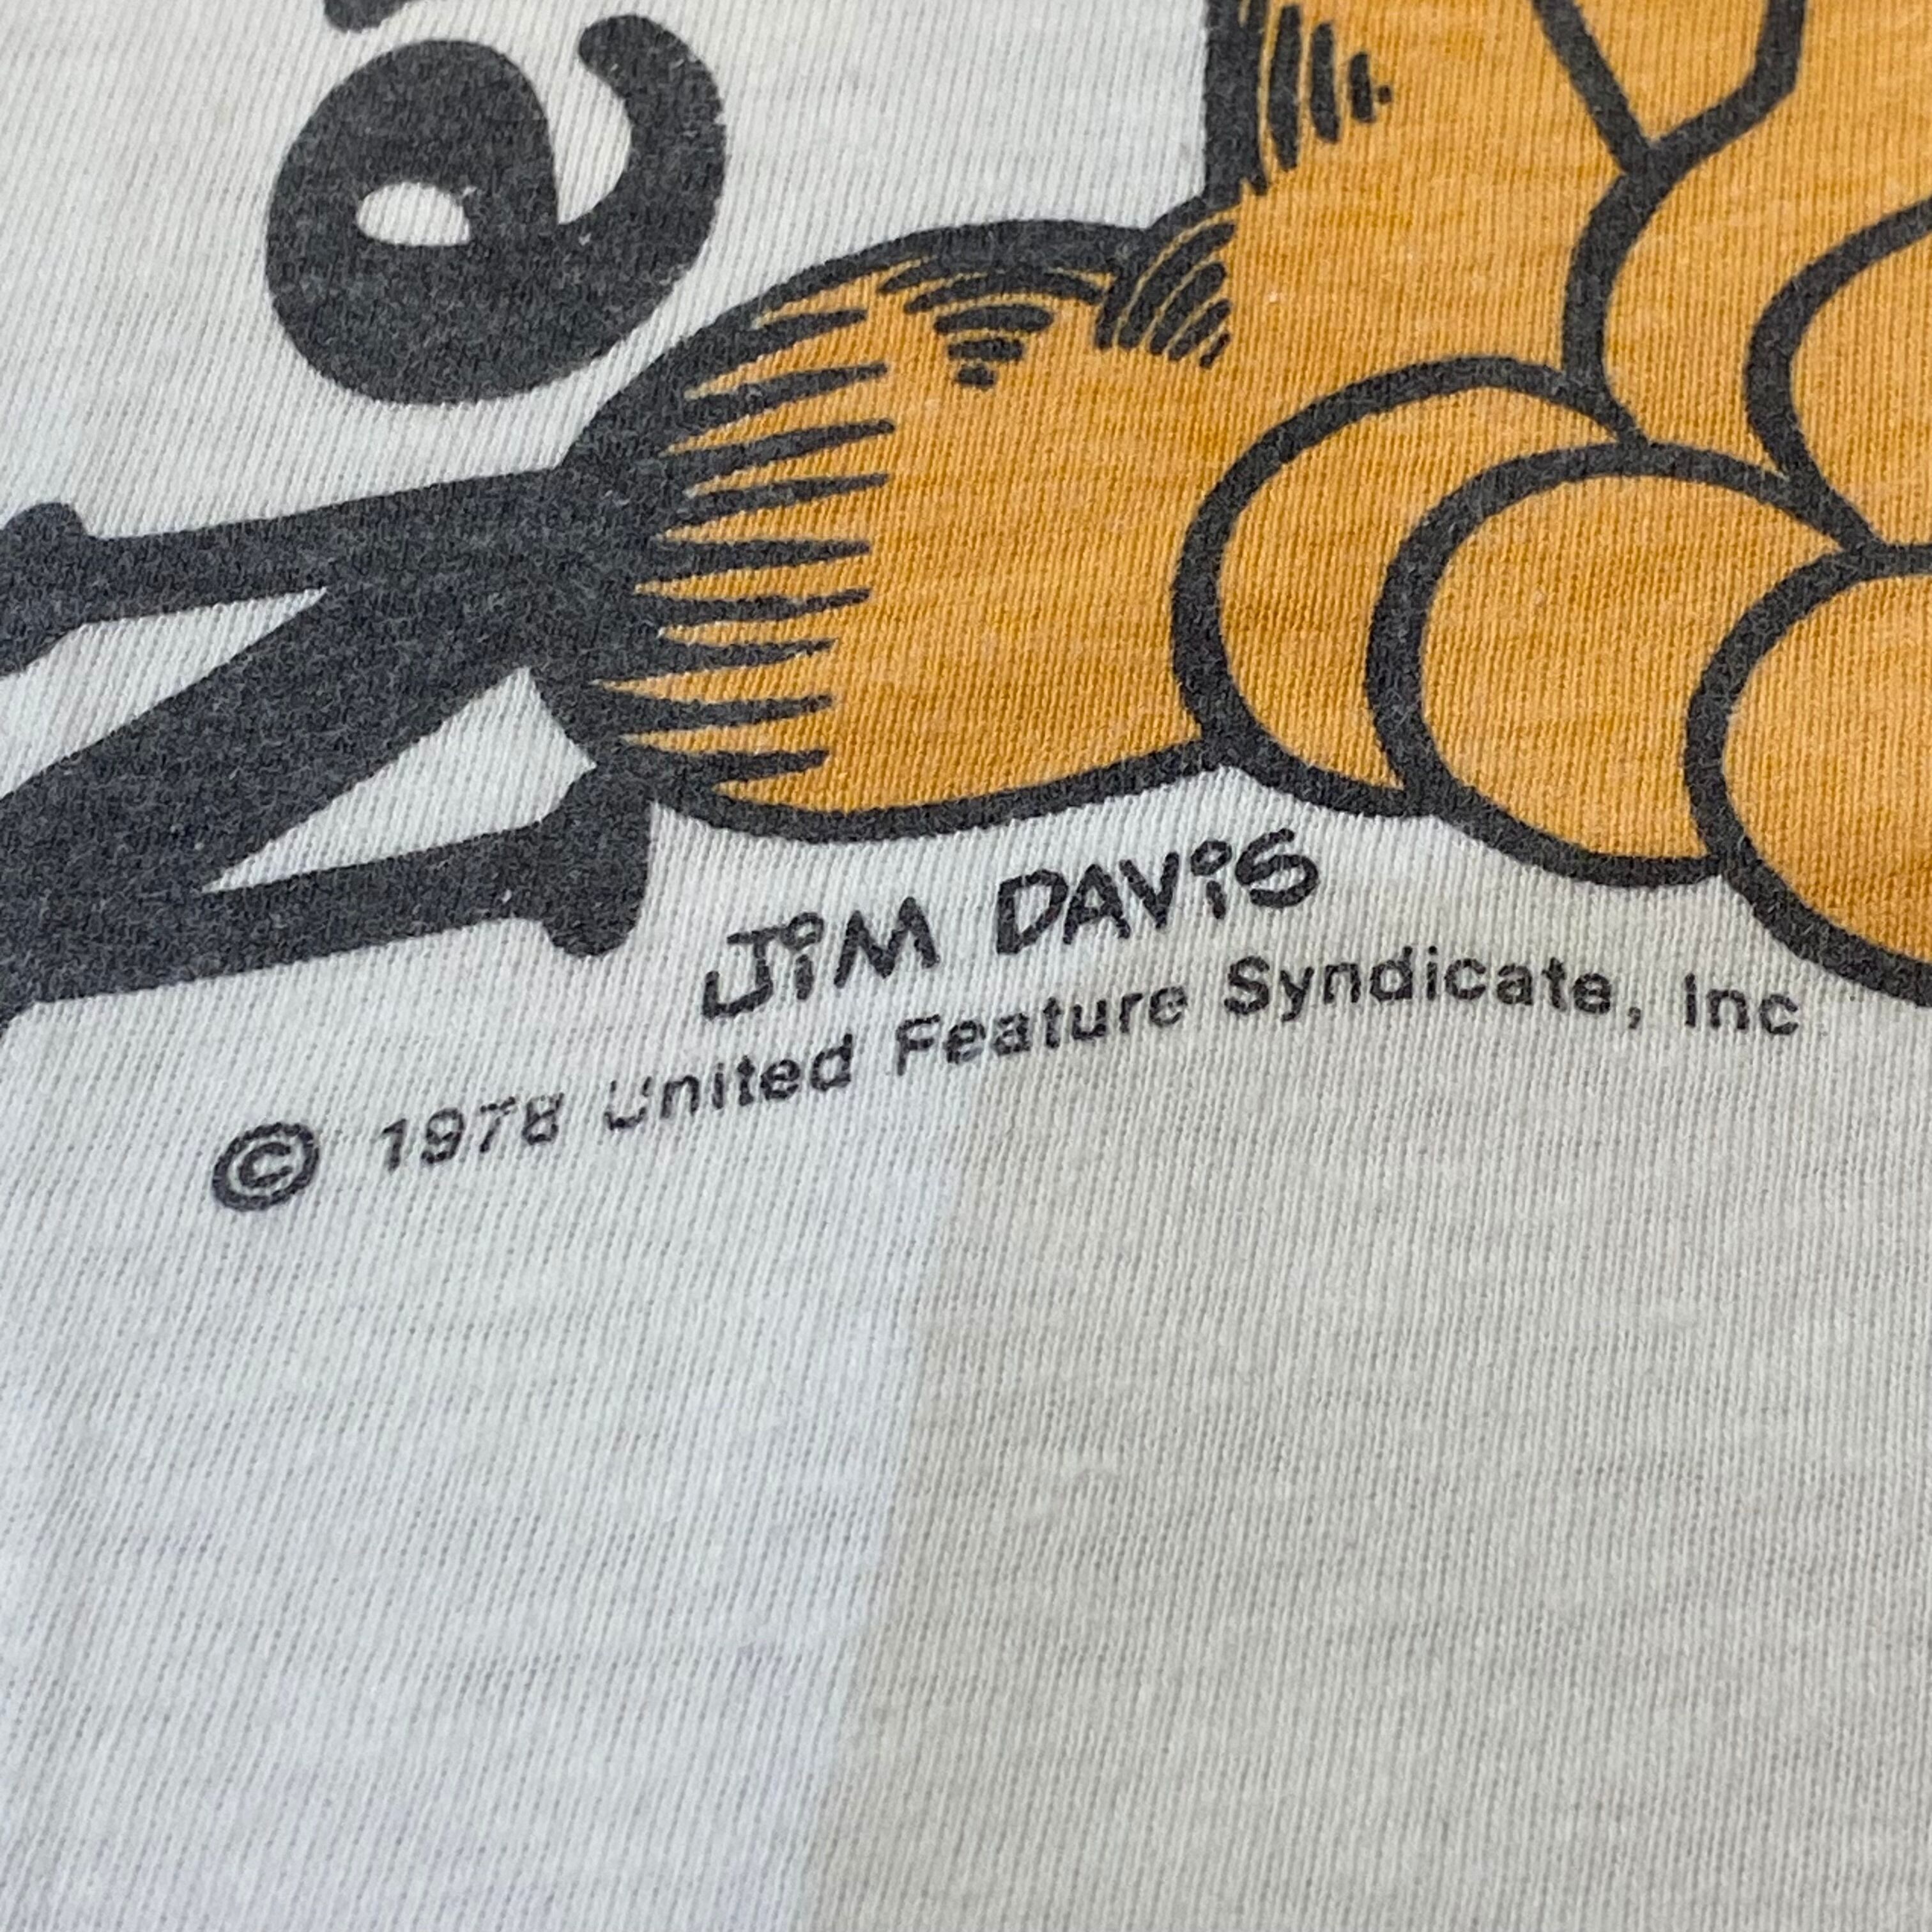 JiM DAViS
© 1978 United Feature Syndicate, Inc